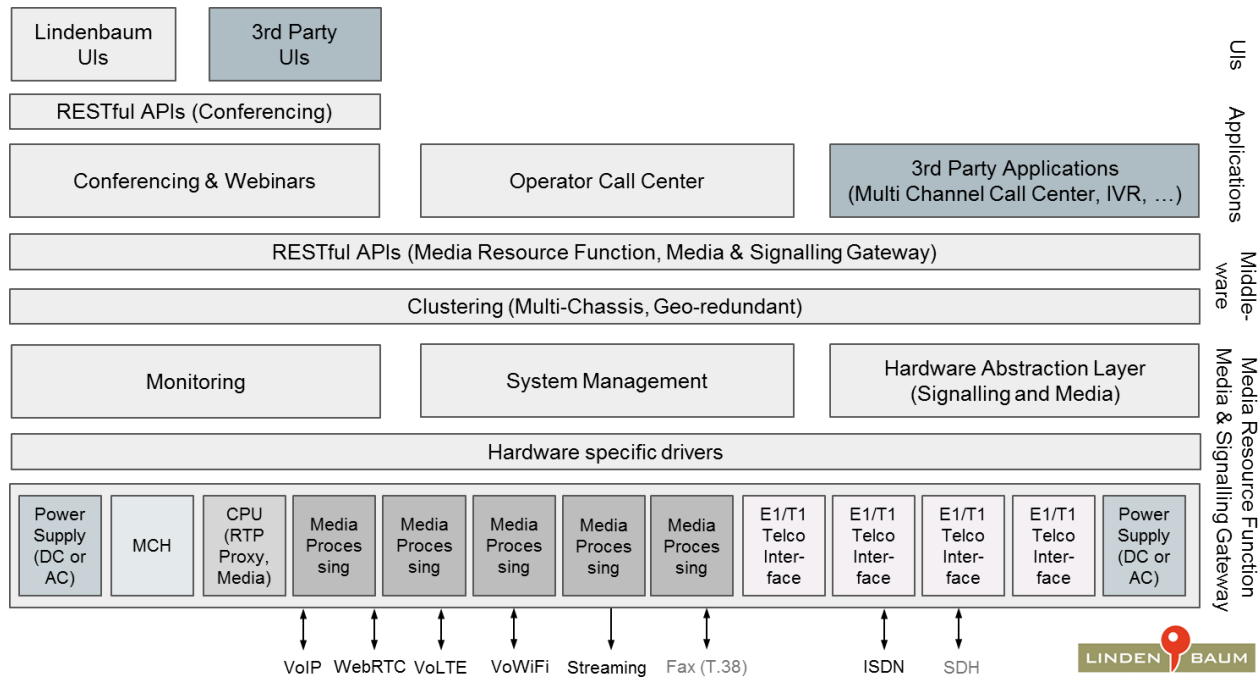 Lindenbaum
UIs
3rd Party
UIs
UIs
RESTful APIs (Conferencing)
Applications
Conferencing & Webinars
Operator Call Center
3rd Party Applications
(Multi Channel Call Center, IVR, …)
RESTful APIs (Media Resource Function, Media & Signalling Gateway)
Middle-
ware
Clustering (Multi-Chassis, Geo-redundant)
Monitoring
System Management
Hardware Abstraction Layer
(Signalling and Media)
Media Resource Function
Media & Signalling Gateway
Hardware specific drivers
Power
Supply
(DC or
AC)
MCH
CPU
(RTP
Proxy,
Media)
Media
Proces
sing
Media
Proces
sing
Media
Proces
sing
Media
Proces
sing
Media
Proces
sing
E1/T1
Telco
Inter-
face
E1/T1
Telco
Inter-
face
E1/T1
Telco
Inter-
face
E1/T1
Telco
Inter-
face
Power
Supply
(DC or
AC)
VoIP
WebRTC
VoLTE
VoWiFi
Streaming
Fax (T.38)
ISDN
SDH
LINDEN BAUM